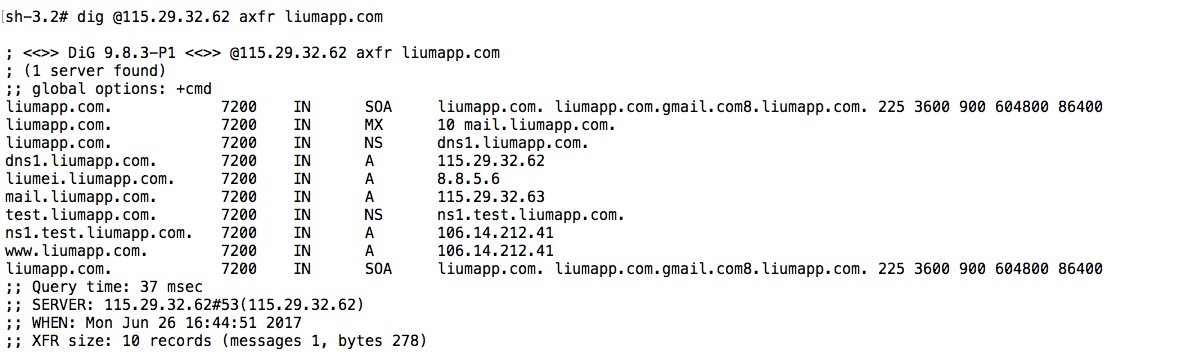 sh-3.2# dig @115.29.32.62 axfr liumapp.com
; <<>> DiG 9.8.3-P1 <<>> @115.29.32.62 axfr liumapp.com
; (1 server found)
;; global options: +cmd
liumapp.com. 7200 IN SOA liumapp.com. liumapp.com.gmail.com8.liumapp.com. 225 3600 900 604800 86400
liumapp.com. 7200 IN MX 10 mail.liumapp.com.
liumapp.com. 7200 IN NS dns1.liumapp.com.
dns1.liumapp.com. 7200 IN A 115.29.32.62
liumei.liumapp.com. 7200 IN A 8.8.5.6
mail.liumapp.com. 7200 IN A 115.29.32.63
test.liumapp.com. 7200 IN NS ns1.test.liumapp.com.
ns1.test.liumapp.com. 7200 IN A 106.14.212.41
www.liumapp.com. 7200 IN A 106.14.212.41
liumapp.com. 7200 IN SOA liumapp.com. liumapp.com.gmail.com8.liumapp.com. 225 3600 900 604800 86400
;; Query time: 37 msec
;; SERVER: 115.29.32.62#53(115.29.32.62)
;; WHEN: Mon Jun 26 16:44:51 2017
;; XFR size: 10 records (messages 1, bytes 278)